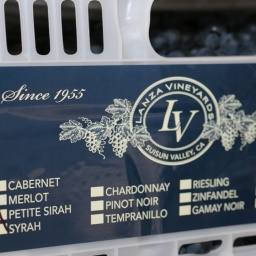 Since 1955
LANZA VINEYARDS
LV
SUISUN VALLEY, CA
CABERNET
MERLOT
PETITE SIRAH
SYRAH
CHARDONNAY
PINOT NOIR
TEMPRANILLO
RIESLING
ZINFANDEL
GAMAY NOIR